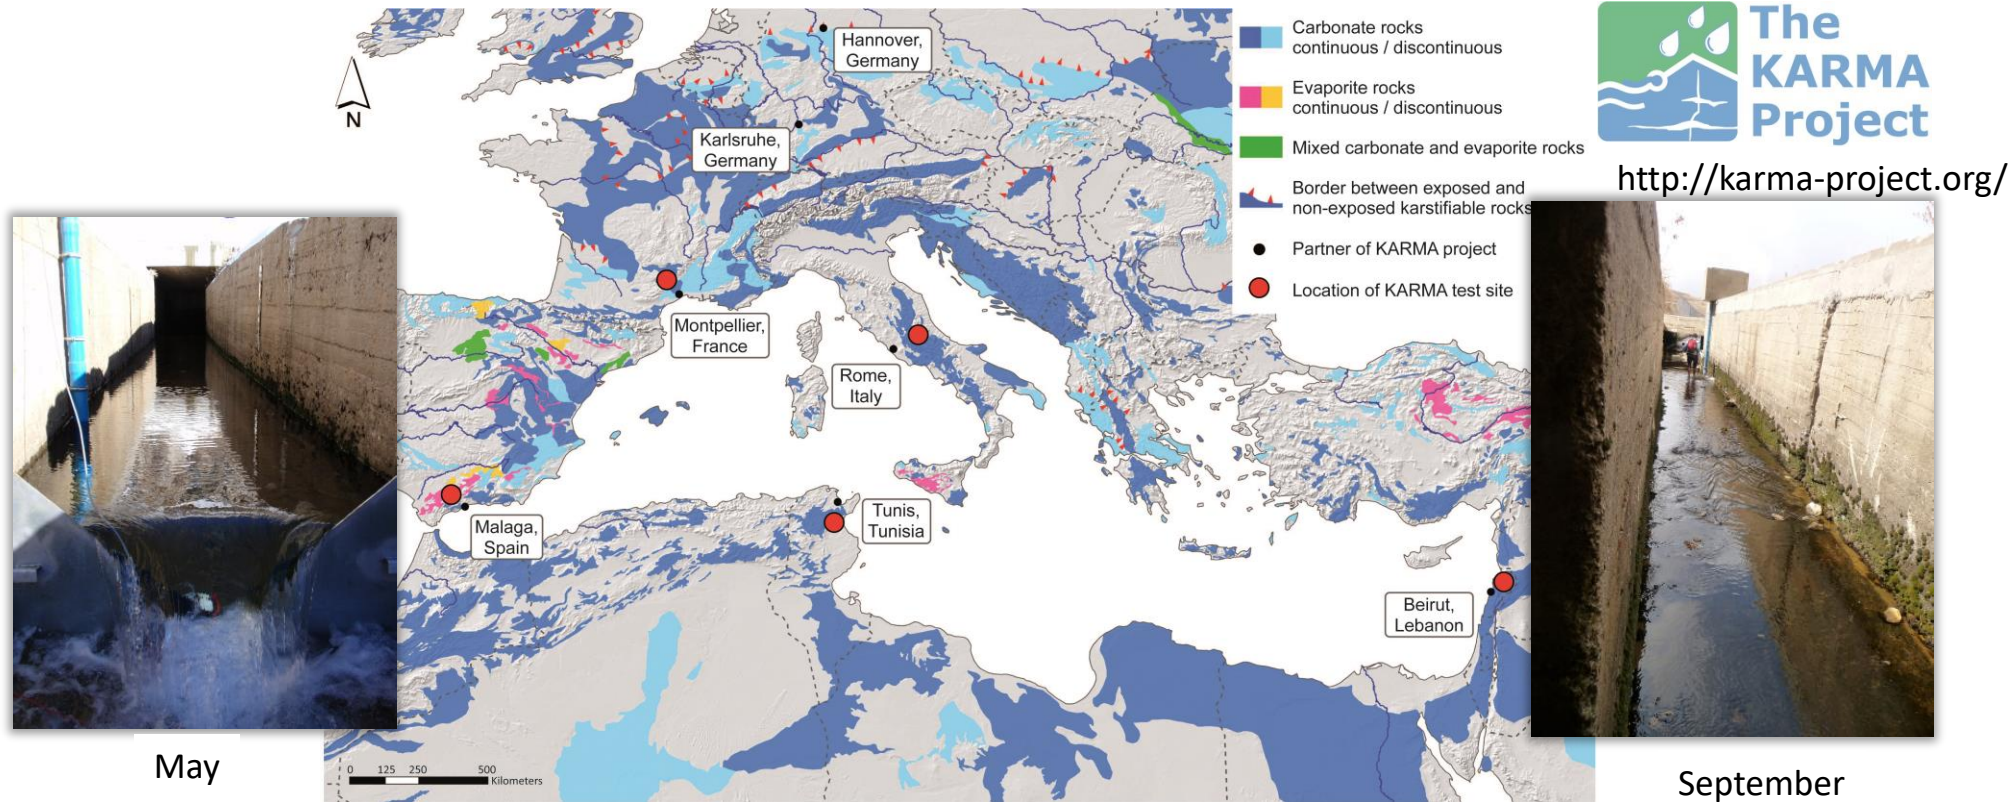 Hannover,
Germany
Karlsruhe,
Germany
Montpellier,
France
Rome,
Italy
Malaga,
Spain
Tunis,
Tunisia
Beirut,
Lebanon
N
0 125 250 500
Kilometers
Carbonate rocks
continuous / discontinuous
Evaporite rocks
continuous / discontinuous
Mixed carbonate and evaporite rocks
Border between exposed and
non-exposed karstifiable rocks
Partner of KARMA project
Location of KARMA test site
The
KARMA
Project
http://karma-project.org/
May
September